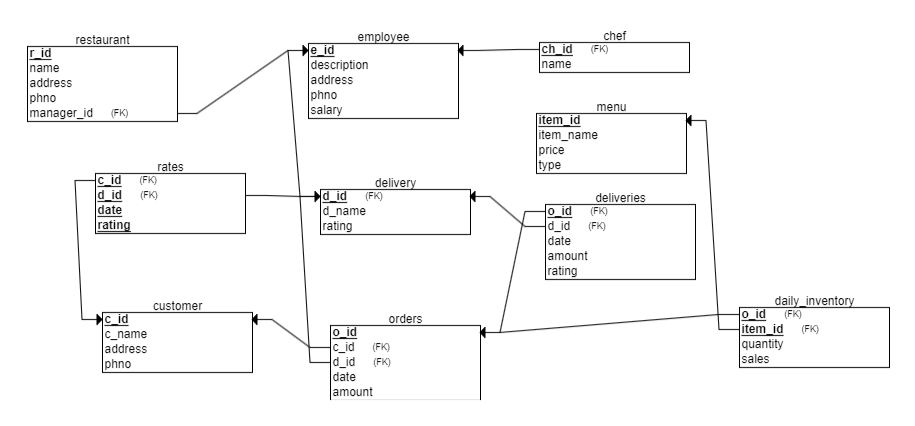 restaurant
r_id
name
address
phno
manager_id (FK)
employee
e_id
description
address
phno
salary
chef
ch_id (FK)
name
menu
item_id
item_name
price
type
rates
c_id (FK)
d_id (FK)
date
rating
delivery
d_id (FK)
d_name
rating
deliveries
o_id (FK)
d_id (FK)
date
amount
rating
customer
c_id
c_name
address
phno
orders
o_id
c_id (FK)
d_id (FK)
date
amount
daily_inventory
o_id (FK)
item_id (FK)
quantity
sales